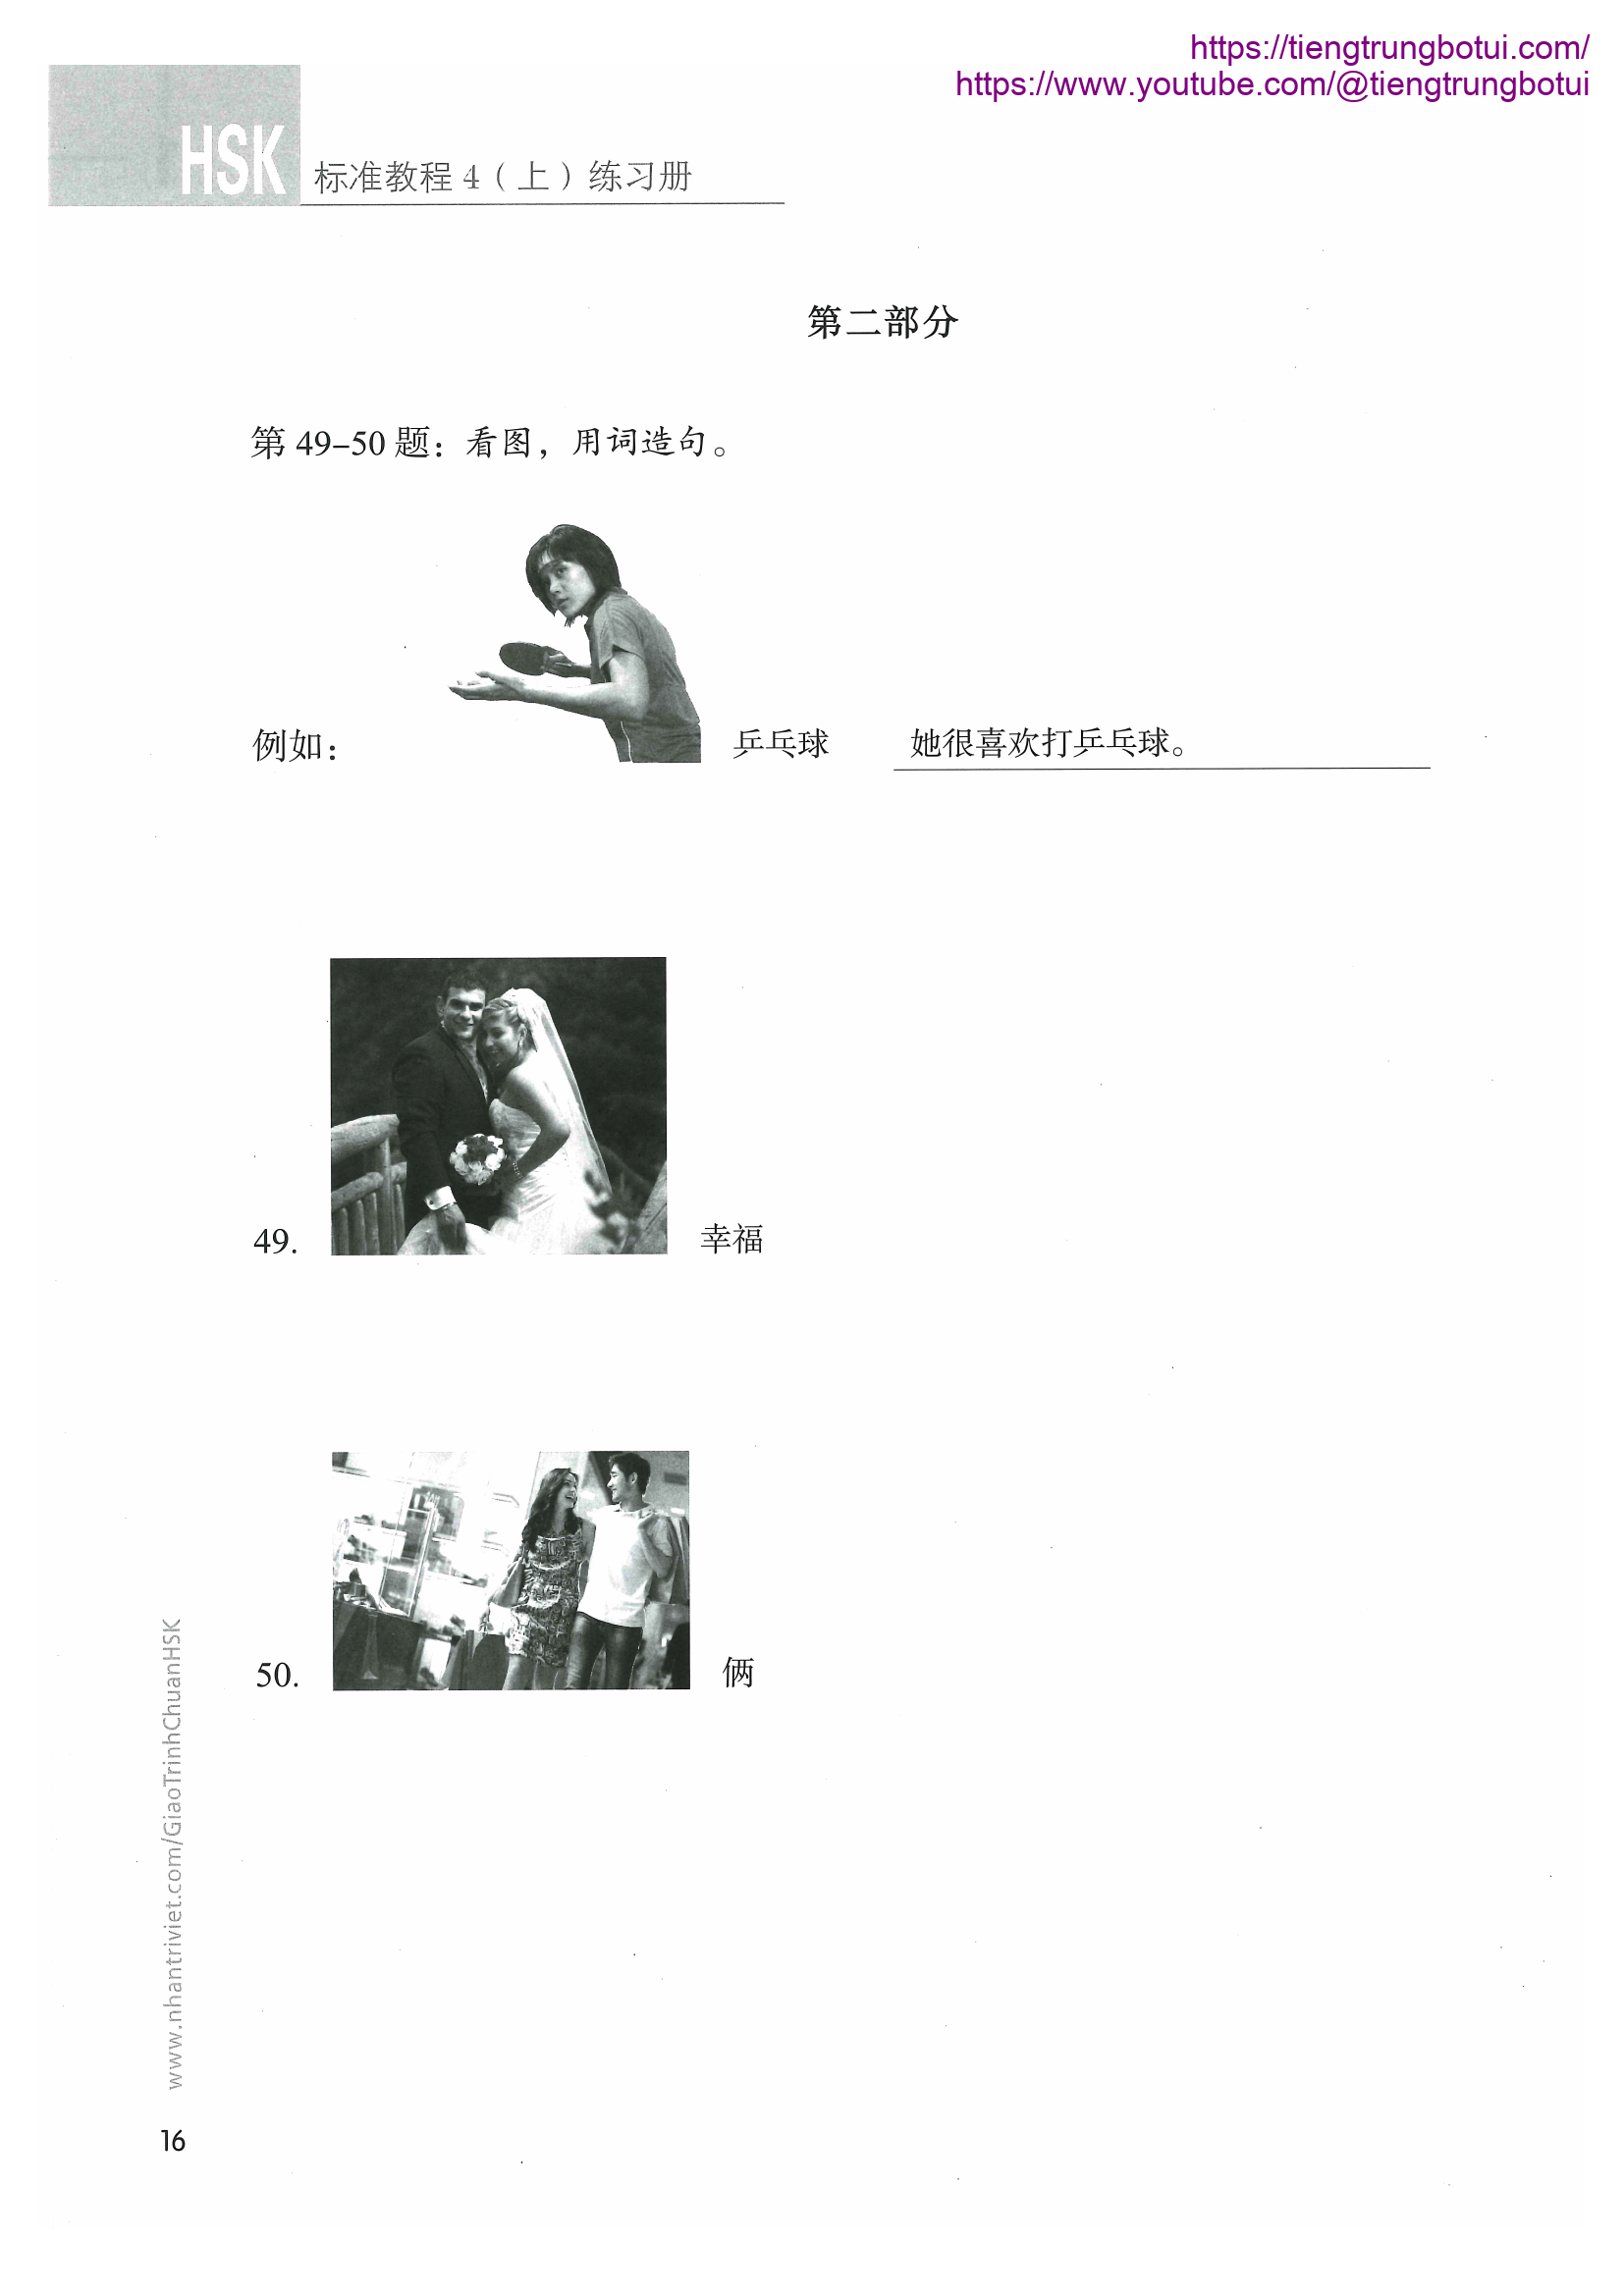 https://tiengtrungbotui.com/
https://www.youtube.com/@tiengtrungbotui
HSK 标准教程 4（上）练习册
第二部分
第 49–50 题：看图，用词造句。
例如： 乒乓球 她很喜欢打乒乓球。
49. 幸福
50. 俩
www.nhantriviet.com/GiaoTrinhChuanHSK
16